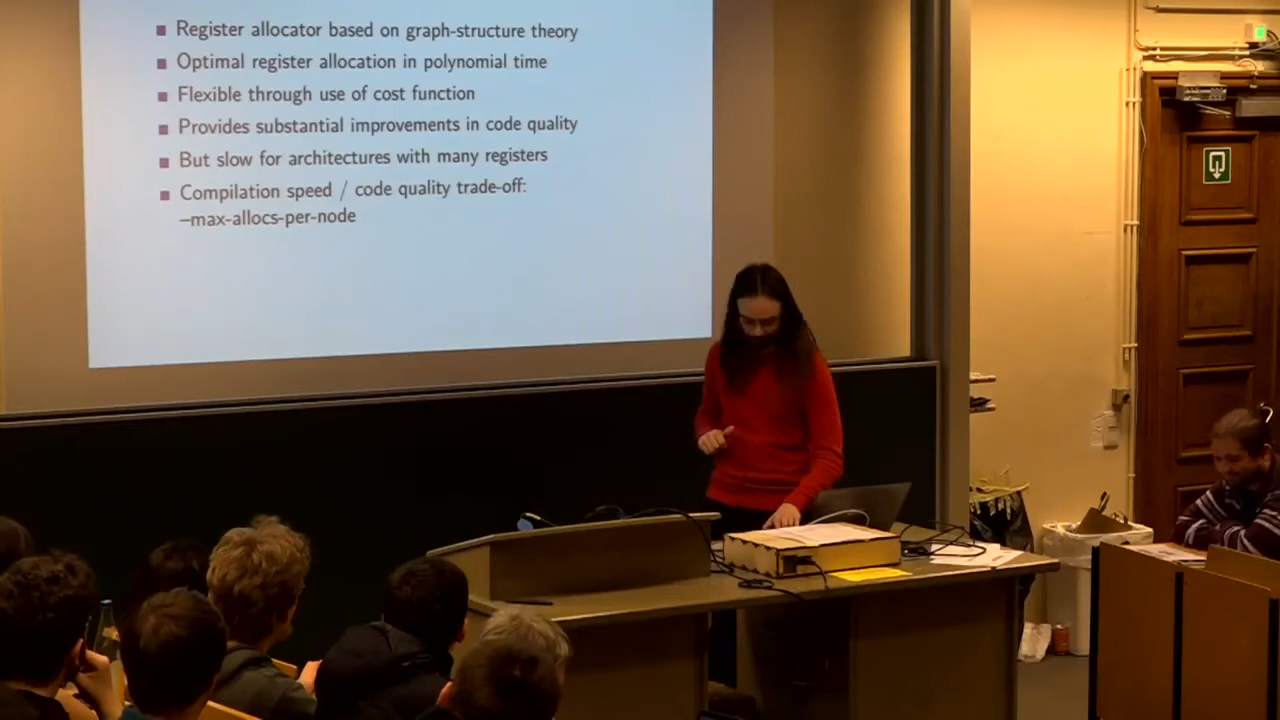 Register allocator based on graph-structure theory
Optimal register allocation in polynomial time
Flexible through use of cost function
Provides substantial improvements in code quality
But slow for architectures with many registers
Compilation speed / code quality trade-off:
–max-allocs-per-node